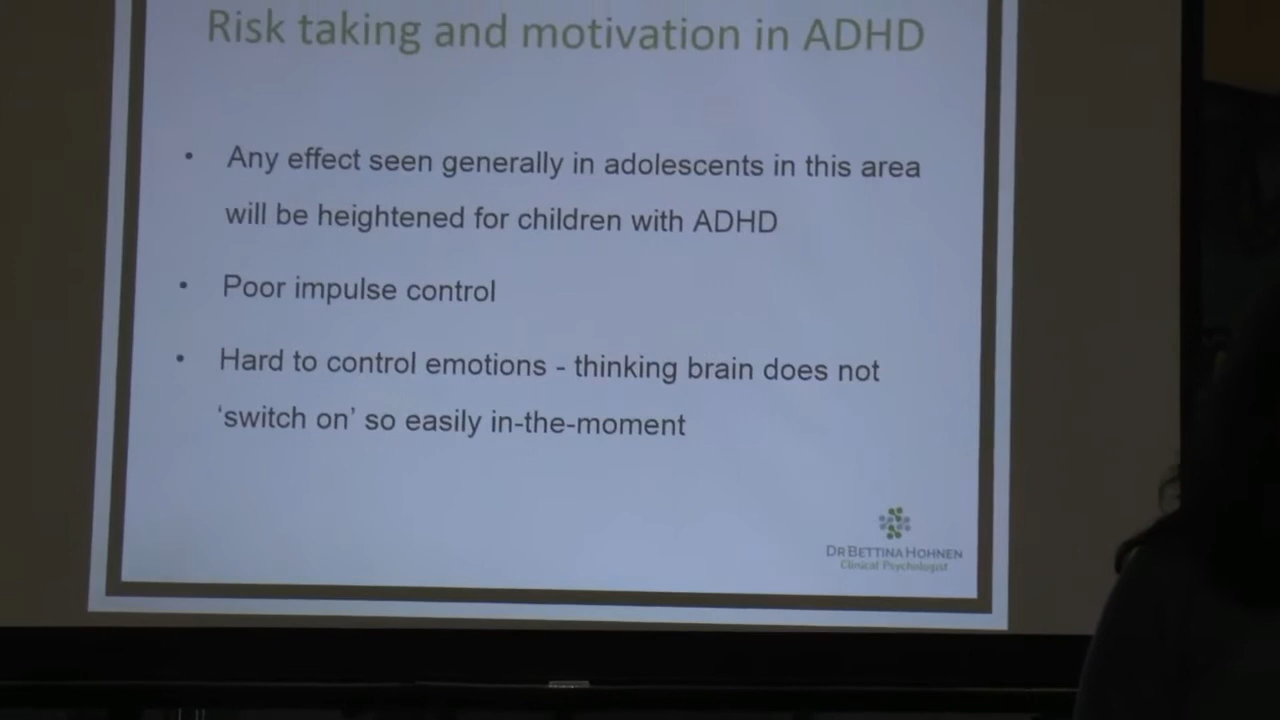 Risk taking and motivation in ADHD
• Any effect seen generally in adolescents in this area
will be heightened for children with ADHD
• Poor impulse control
• Hard to control emotions - thinking brain does not
‘switch on’ so easily in-the-moment
DR BETTINA HOHNEN
Clinical Psychologist